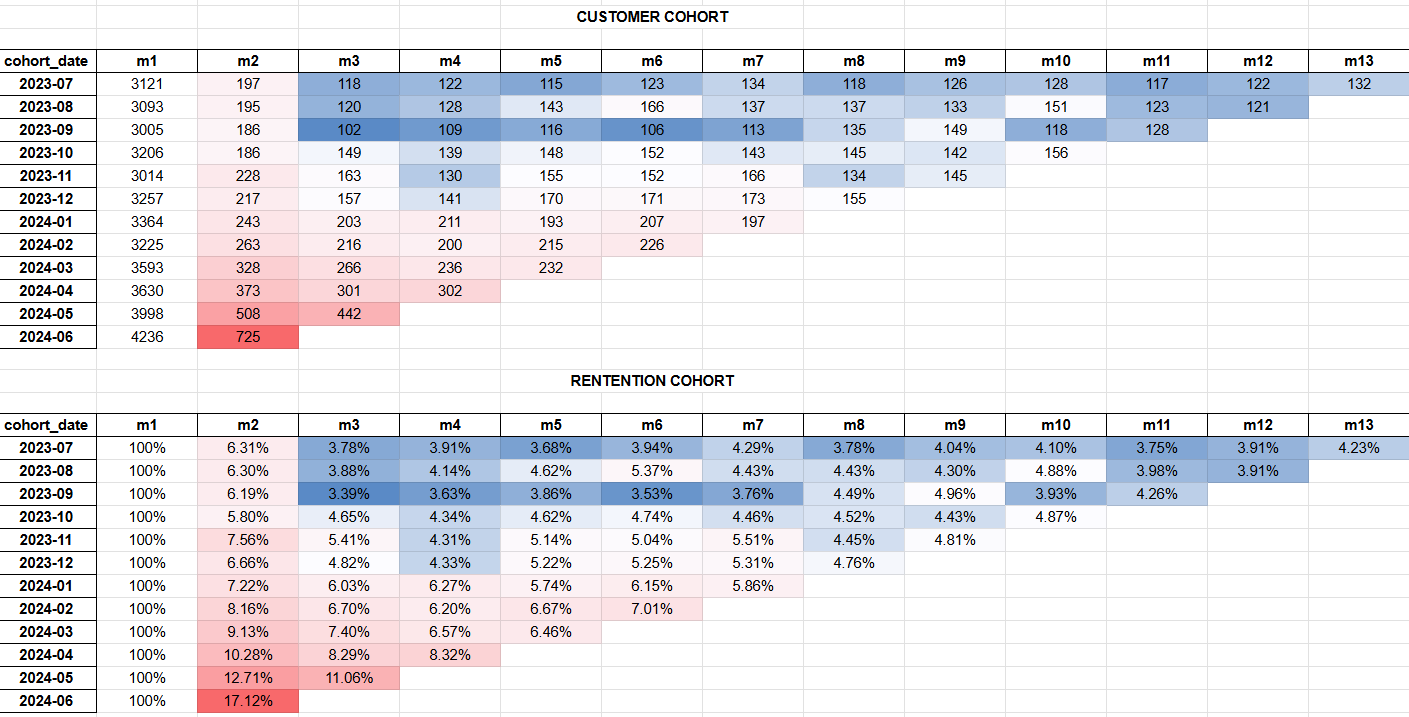 CUSTOMER COHORT
cohort_date m1 m2 m3 m4 m5 m6 m7 m8 m9 m10 m11 m12 m13
2023-07 3121 197 118 122 115 123 134 118 126 128 117 122 132
2023-08 3093 195 120 128 143 166 137 137 133 151 123 121
2023-09 3005 186 102 109 116 106 113 135 149 118 128
2023-10 3206 186 149 139 148 152 143 145 142 156
2023-11 3014 228 163 130 155 152 166 134 145
2023-12 3257 217 157 141 170 171 173 155
2024-01 3364 243 203 211 193 207 197
2024-02 3225 263 216 200 215 226
2024-03 3593 328 266 236 232
2024-04 3630 373 301 302
2024-05 3998 508 442
2024-06 4236 725
RENTENTION COHORT
cohort_date m1 m2 m3 m4 m5 m6 m7 m8 m9 m10 m11 m12 m13
2023-07 100% 6.31% 3.78% 3.91% 3.68% 3.94% 4.29% 3.78% 4.04% 4.10% 3.75% 3.91% 4.23%
2023-08 100% 6.30% 3.88% 4.14% 4.62% 5.37% 4.43% 4.43% 4.30% 4.88% 3.98% 3.91%
2023-09 100% 6.19% 3.39% 3.63% 3.86% 3.53% 3.76% 4.49% 4.96% 3.93% 4.26%
2023-10 100% 5.80% 4.65% 4.34% 4.62% 4.74% 4.46% 4.52% 4.43% 4.87%
2023-11 100% 7.56% 5.41% 4.31% 5.14% 5.04% 5.51% 4.45% 4.81%
2023-12 100% 6.66% 4.82% 4.33% 5.22% 5.25% 5.31% 4.76%
2024-01 100% 7.22% 6.03% 6.27% 5.74% 6.15% 5.86%
2024-02 100% 8.16% 6.70% 6.20% 6.67% 7.01%
2024-03 100% 9.13% 7.40% 6.57% 6.46%
2024-04 100% 10.28% 8.29% 8.32%
2024-05 100% 12.71% 11.06%
2024-06 100% 17.12%